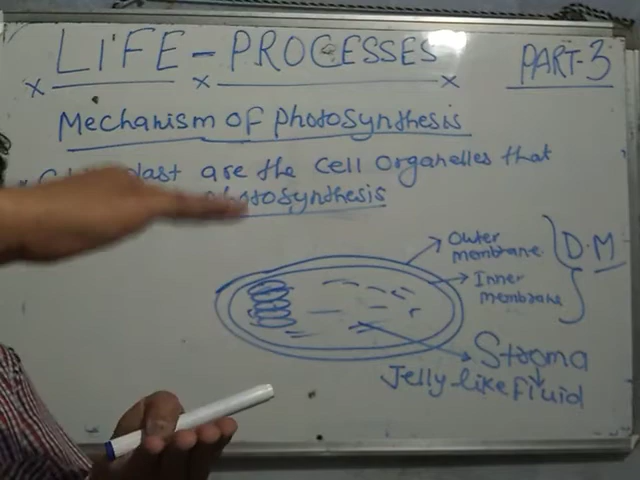 LIFE - PROCESSES
PART-3
Mechanism of photosynthesis
are the cell organelles that
photosynthesis
Outer membrane
Inner membrane
D.M
Stroma
Jelly-like fluid